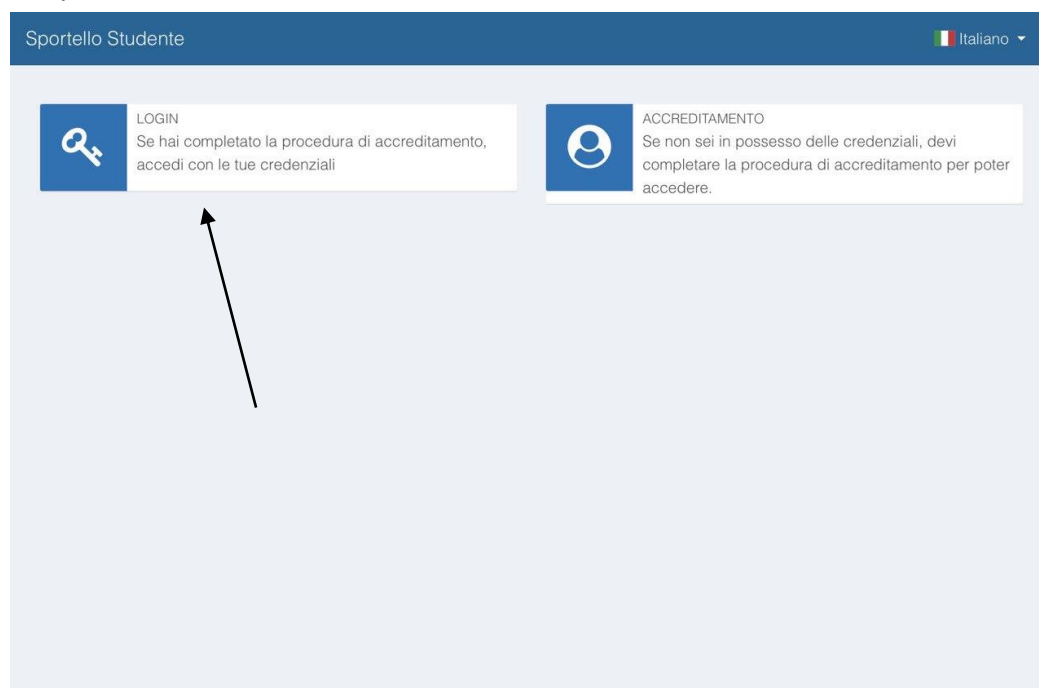 Sportello Studente
Italiano
LOGIN
Se hai completato la procedura di accreditamento,
accedi con le tue credenziali
ACCREDITAMENTO
Se non sei in possesso delle credenziali, devi
completare la procedura di accreditamento per poter
accedere.